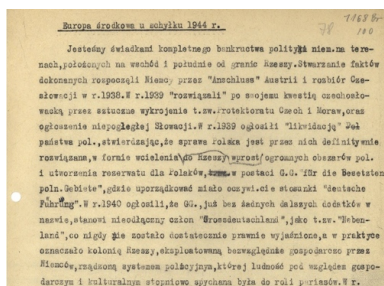 Europa środkowa u schyłku 1944 r.
78
1168 Br
100
Jesteśmy świadkami kompletnego bankructwa polityki niem.na tere-
nach,położonych na wschód i południe od granic Rzeszy.Stwarzanie faktów
dokonanych rozpoczęli Niemcy przez "Anschluss" Austrii i rozbiór Cze-
słowacji w r.1938.W r.1939 "rozwiązali" po swojemu kwestię czechosło-
wacką przez sztuczne wykrojenie t.zw.Protektoratu Czech i Moraw,oraz
ogłoszenie niepodległej Słowacji.W r.1939 ogłosili "likwidację"
państwa pol.,stwierdzając,że sprawa polska jest przez nich definitywnie
rozwiązana,w formie wcielenia do Rzeszy wprost ogromnych obszarów pol.
i utworzenia rezerwatu dla Polaków, w postaci G.G."für die Besetzten
poln.Gebiete",gdzie uporządkować miało oczywiście stosunki "deutsche
Führung".W r.1940 ogłosili,że GG.,już bez żadnych dalszych dodatków w
nazwie,stanowi nieodłączny człon "Grossdeutschland",jako t.zw."Neben-
land",co nigdy nie zostało dostatecznie prawnie wyjaśnione,a w praktyce
oznaczało kolonię Rzeszy,eksploatowaną bezwzględnie gospodarczo przez
Niemców,rządzoną systemem policyjnym,której ludność pod względem gospo-
darczym i kulturalnym stopniowo spychana była do roli pariasów.W r.